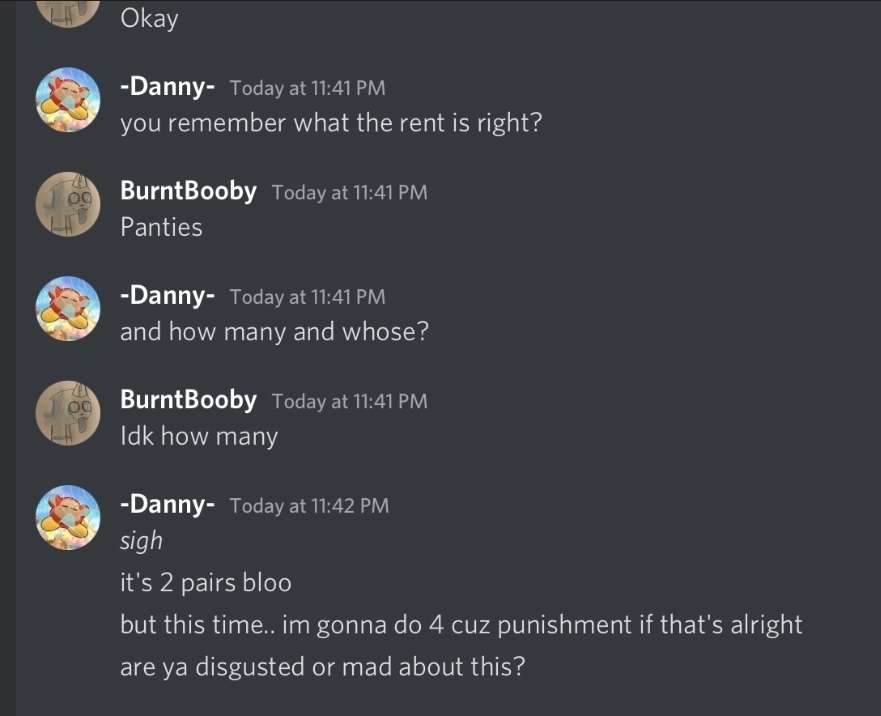 Okay
-Danny- Today at 11:41 PM
you remember what the rent is right?
BurntBooby Today at 11:41 PM
Panties
-Danny- Today at 11:41 PM
and how many and whose?
BurntBooby Today at 11:41 PM
Idk how many
-Danny- Today at 11:42 PM
sigh
it's 2 pairs bloo
but this time.. im gonna do 4 cuz punishment if that's alright
are ya disgusted or mad about this?